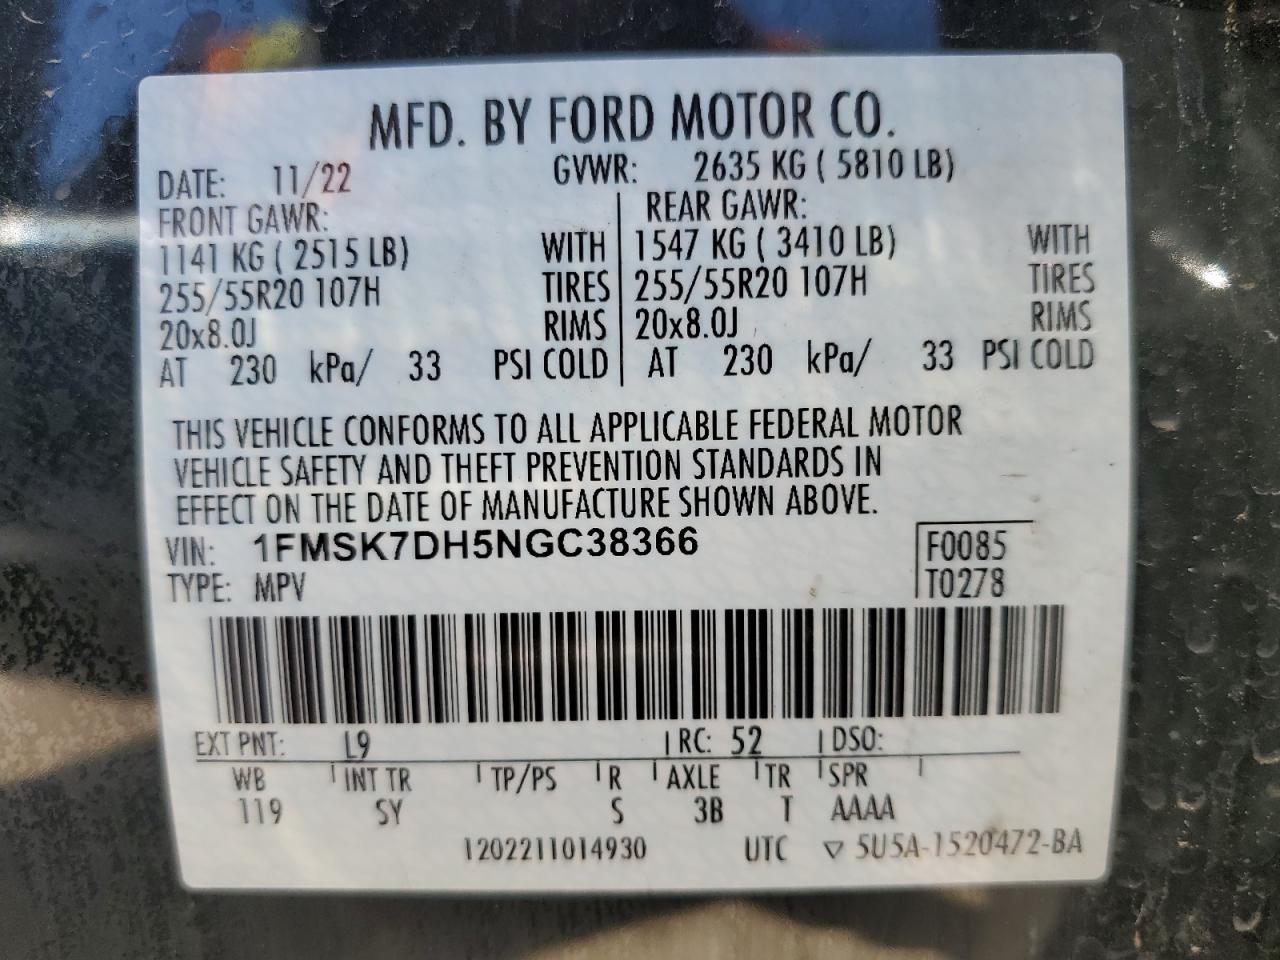 MFD. BY FORD MOTOR CO.
DATE: 11/22 GVWR: 2635 KG ( 5810 LB)
FRONT GAWR: REAR GAWR:
1141 KG ( 2515 LB) WITH 1547 KG ( 3410 LB) WITH
255/55R20 107H TIRES 255/55R20 107H TIRES
20x8.0J RIMS 20x8.0J RIMS
AT 230 kPa/ 33 PSI COLD AT 230 kPa/ 33 PSI COLD
THIS VEHICLE CONFORMS TO ALL APPLICABLE FEDERAL MOTOR
VEHICLE SAFETY AND THEFT PREVENTION STANDARDS IN
EFFECT ON THE DATE OF MANUFACTURE SHOWN ABOVE.
VIN: 1FMSK7DH5NGC38366 F0085
TYPE: MPV T0278
EXT PNT: L9 RC: 52 DSO:
WB INT TR TP/PS R AXLE TR SPR
119 SY S 3B T AAAA
1202211014930 UTC ▽ 5U5A-1520472-BA